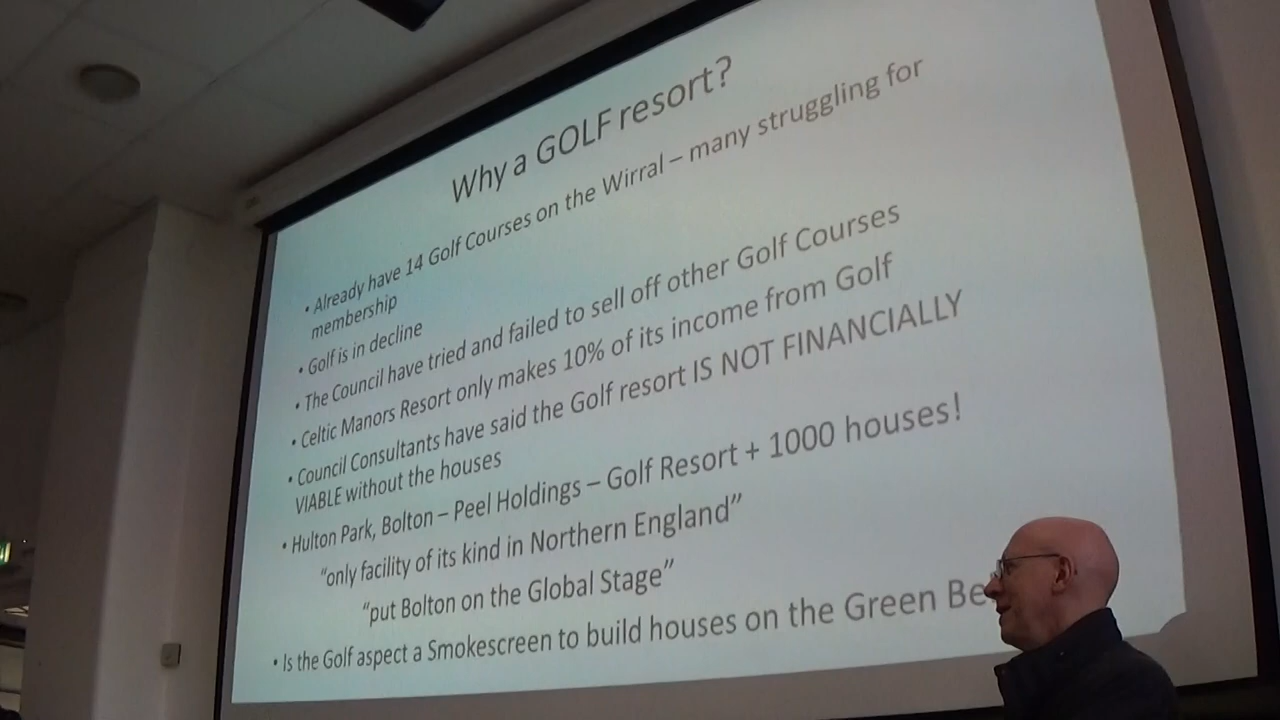 Why a GOLF resort?
• Already have 14 Golf Courses on the Wirral – many struggling for
membership
• Golf is in decline
• The Council have tried and failed to sell off other Golf Courses
• Celtic Manors Resort only makes 10% of its income from Golf
• Council Consultants have said the Golf resort IS NOT FINANCIALLY
VIABLE without the houses
• Hulton Park, Bolton – Peel Holdings – Golf Resort + 1000 houses!
“only facility of its kind in Northern England”
“put Bolton on the Global Stage”
• Is the Golf aspect a Smokescreen to build houses on the Green